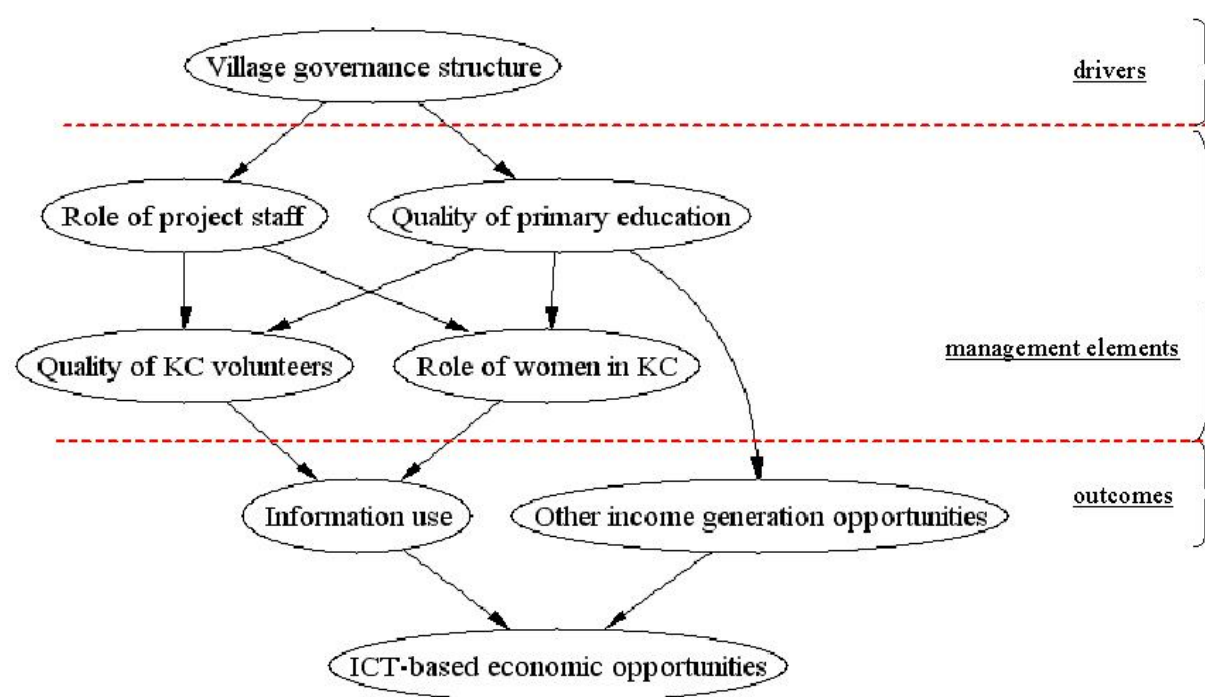 Village governance structure
drivers
Role of project staff
Quality of primary education
Quality of KC volunteers
Role of women in KC
management elements
Information use
Other income generation opportunities
outcomes
ICT-based economic opportunities